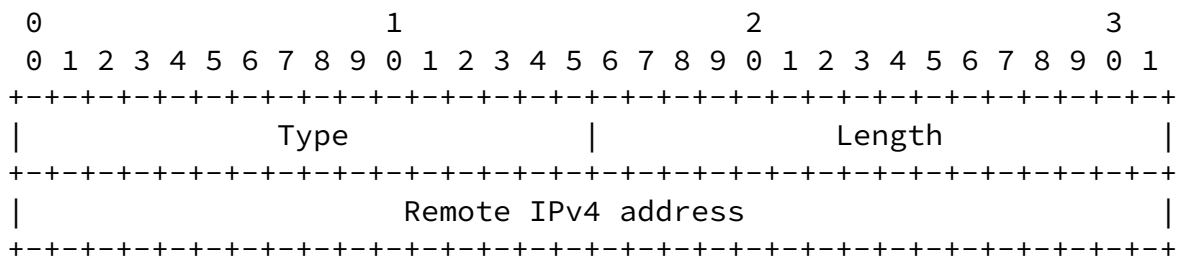 0                   1                   2                   3
 0 1 2 3 4 5 6 7 8 9 0 1 2 3 4 5 6 7 8 9 0 1 2 3 4 5 6 7 8 9 0 1
+-+-+-+-+-+-+-+-+-+-+-+-+-+-+-+-+-+-+-+-+-+-+-+-+-+-+-+-+-+-+-+-+
|              Type             |             Length            |
+-+-+-+-+-+-+-+-+-+-+-+-+-+-+-+-+-+-+-+-+-+-+-+-+-+-+-+-+-+-+-+-+
|                     Remote IPv4 address                       |
+-+-+-+-+-+-+-+-+-+-+-+-+-+-+-+-+-+-+-+-+-+-+-+-+-+-+-+-+-+-+-+-+